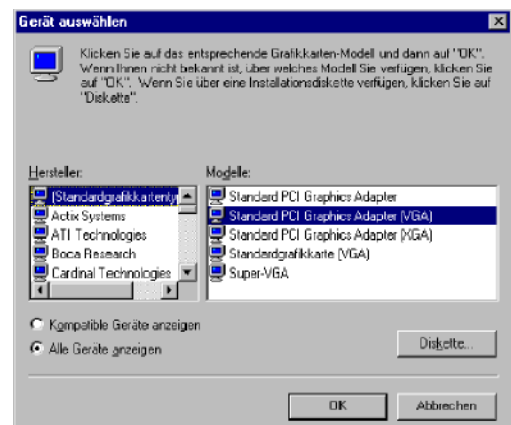 Gerät auswählen
Klicken Sie auf das entsprechende Grafikkarten-Modell und dann auf "OK".
Wenn Ihnen nicht bekannt ist, über welches Modell Sie verfügen, klicken Sie
auf "OK". Wenn Sie über eine Installationsdiskette verfügen, klicken Sie auf
"Diskette".
Hersteller:
(Standardgrafikkartenty
Actix Systems
ATI Technologies
Boca Research
Cardinal Technologies
Modelle:
Standard PCI Graphics Adapter
Standard PCI Graphics Adapter (VGA)
Standard PCI Graphics Adapter (XGA)
Standardgrafikkarte (VGA)
Super-VGA
Kompatible Geräte anzeigen
Alle Geräte anzeigen
Diskette...
OK
Abbrechen